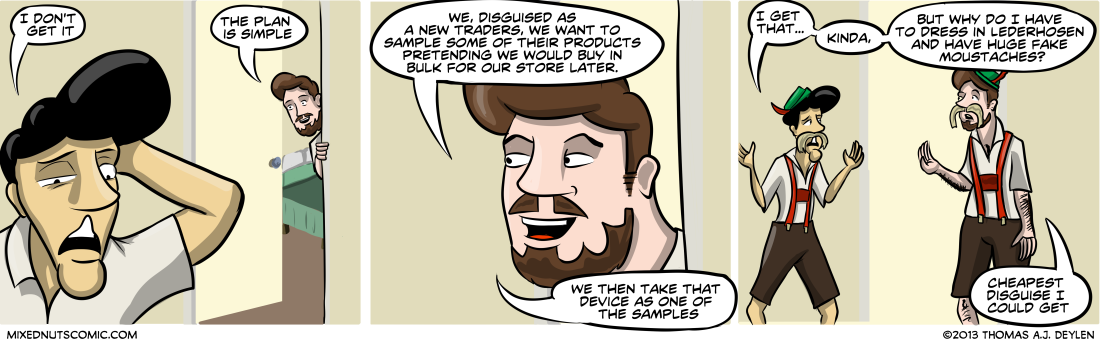 I DON'T
GET IT
THE PLAN
IS SIMPLE
WE, DISGUISED AS
A NEW TRADERS, WE WANT TO
SAMPLE SOME OF THEIR PRODUCTS
PRETENDING WE WOULD BUY IN
BULK FOR OUR STORE LATER.
WE THEN TAKE THAT
DEVICE AS ONE OF
THE SAMPLES
I GET
THAT...
KINDA,
BUT WHY DO I HAVE
TO DRESS IN LEDERHOSEN
AND HAVE HUGE FAKE
MOUSTACHES?
CHEAPEST
DISGUISE I
COULD GET
MIXEDNUTSCOMIC.COM
©2013 THOMAS A.J. DEYLEN